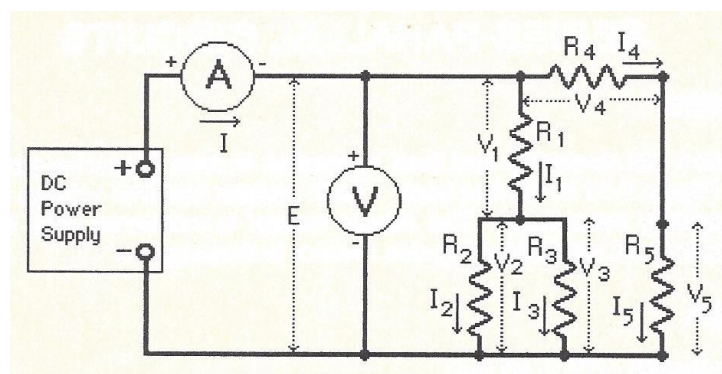 R4 I4
+ A -
V4
I
V1
R1
+
+
I1
DC
Power
Supply
E
V
-
-
R2 V2 R3 V3 R5
I2 I3 I5 V5